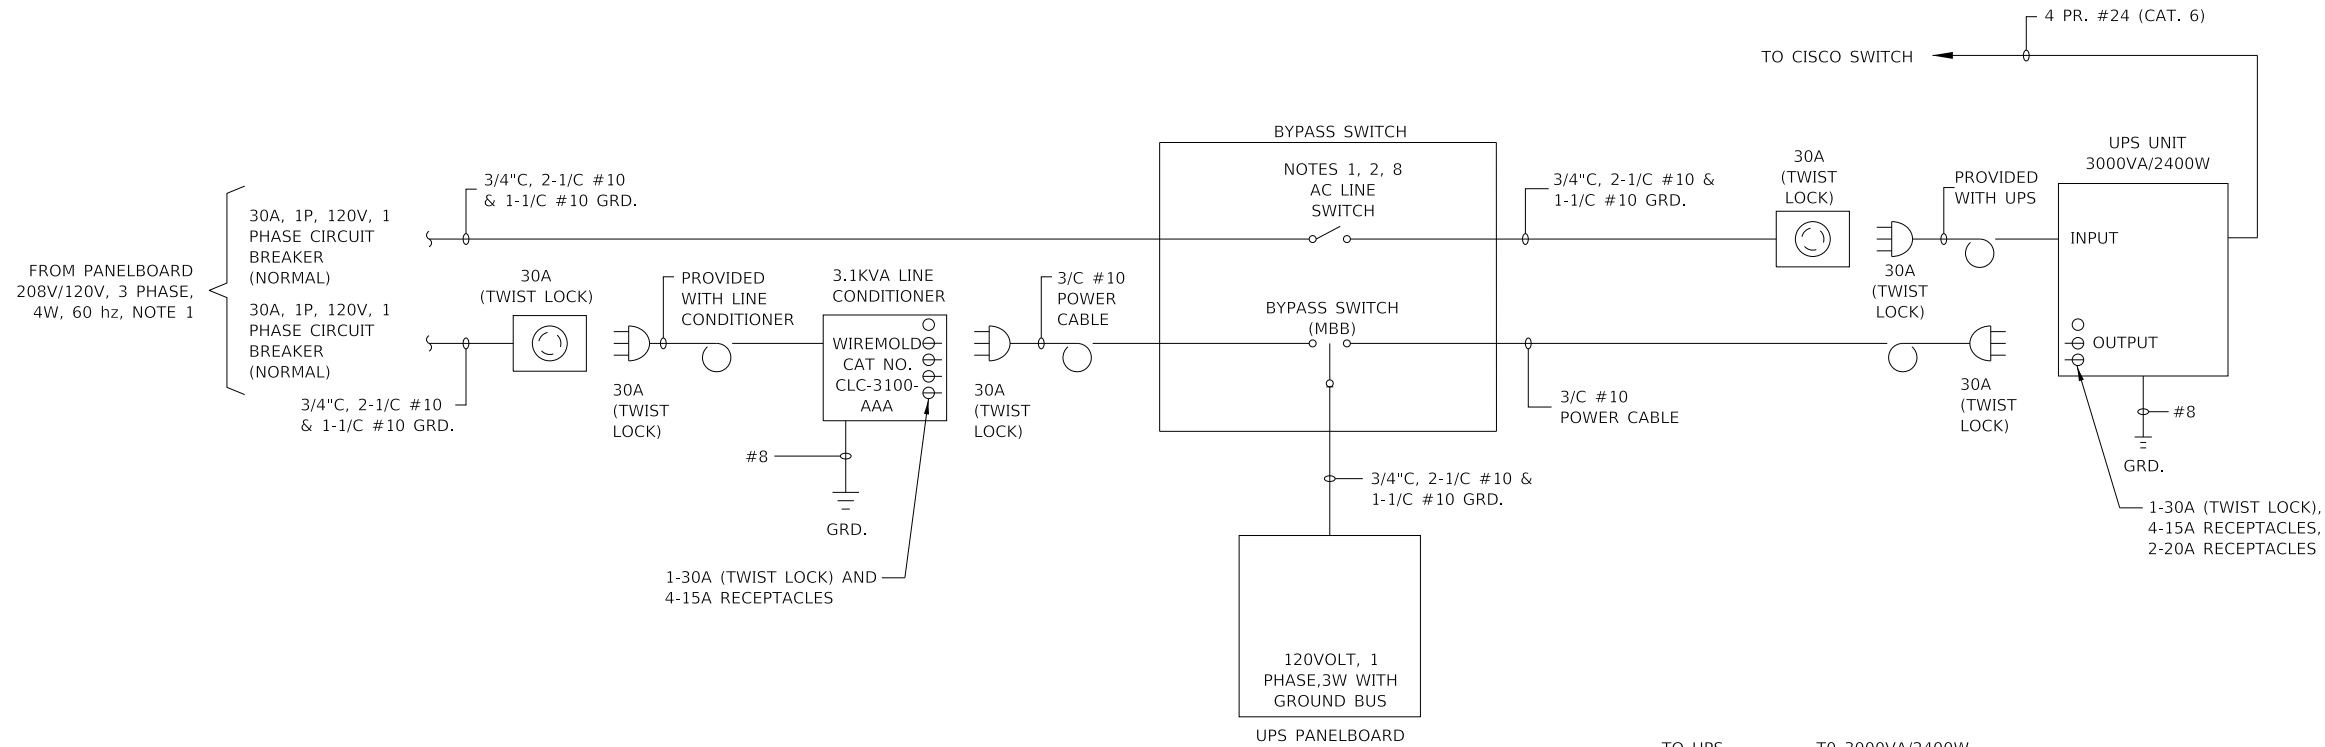 4 PR. #24 (CAT. 6)
TO CISCO SWITCH
BYPASS SWITCH
NOTES 1, 2, 8
AC LINE
SWITCH
UPS UNIT
3000VA/2400W
30A
(TWIST
LOCK)
PROVIDED
WITH UPS
3/4"C, 2-1/C #10
& 1-1/C #10 GRD.
3/4"C, 2-1/C #10 &
1-1/C #10 GRD.
30A, 1P, 120V, 1
PHASE CIRCUIT
BREAKER
(NORMAL)
INPUT
FROM PANELBOARD
208V/120V, 3 PHASE,
4W, 60 hz, NOTE 1
30A
(TWIST LOCK)
PROVIDED
WITH LINE
CONDITIONER
3.1KVA LINE
CONDITIONER
3/C #10
POWER
CABLE
30A
(TWIST
LOCK)
30A, 1P, 120V, 1
PHASE CIRCUIT
BREAKER
(NORMAL)
BYPASS SWITCH
(MBB)
WIREMOLD
CAT NO.
CLC-3100-
AAA
OUTPUT
3/4"C, 2-1/C #10
& 1-1/C #10 GRD.
30A
(TWIST
LOCK)
30A
(TWIST
LOCK)
3/C #10
POWER CABLE
30A
(TWIST
LOCK)
#8
GRD.
#8
GRD.
3/4"C, 2-1/C #10 &
1-1/C #10 GRD.
1-30A (TWIST LOCK),
4-15A RECEPTACLES,
2-20A RECEPTACLES
1-30A (TWIST LOCK) AND
4-15A RECEPTACLES
120VOLT, 1
PHASE,3W WITH
GROUND BUS
UPS PANELBOARD
TO UPS
T0 3000VA/2400W